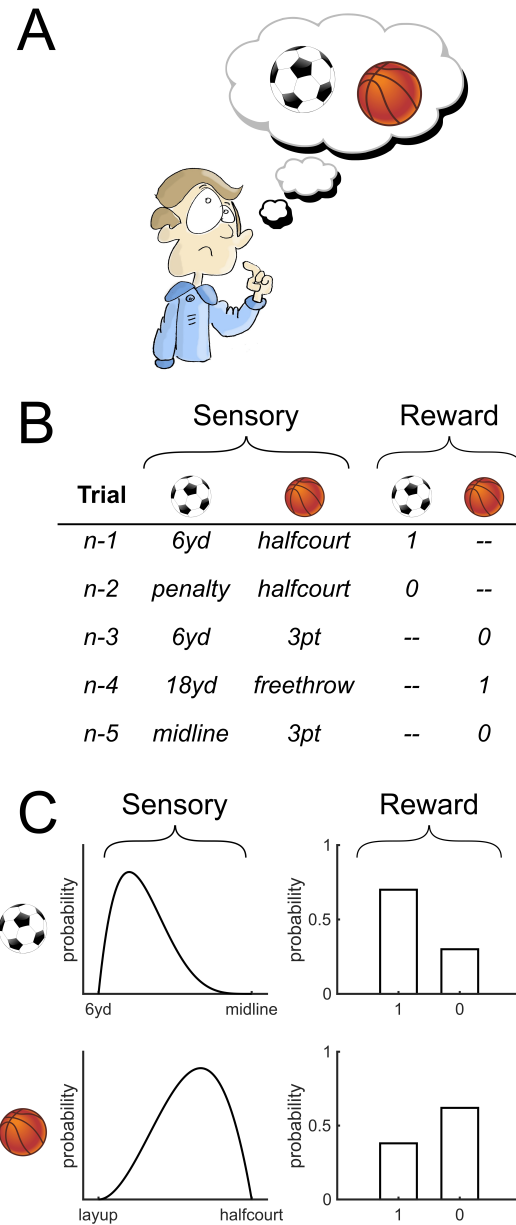 A
B
Sensory Reward
Trial
n-1 6yd halfcourt 1 --
n-2 penalty halfcourt 0 --
n-3 6yd 3pt -- 0
n-4 18yd freethrow -- 1
n-5 midline 3pt -- 0
C
Sensory Reward
probability
6yd midline
probability
1
0.5
0
1 0
probability
layup halfcourt
probability
1
0.5
0
1 0